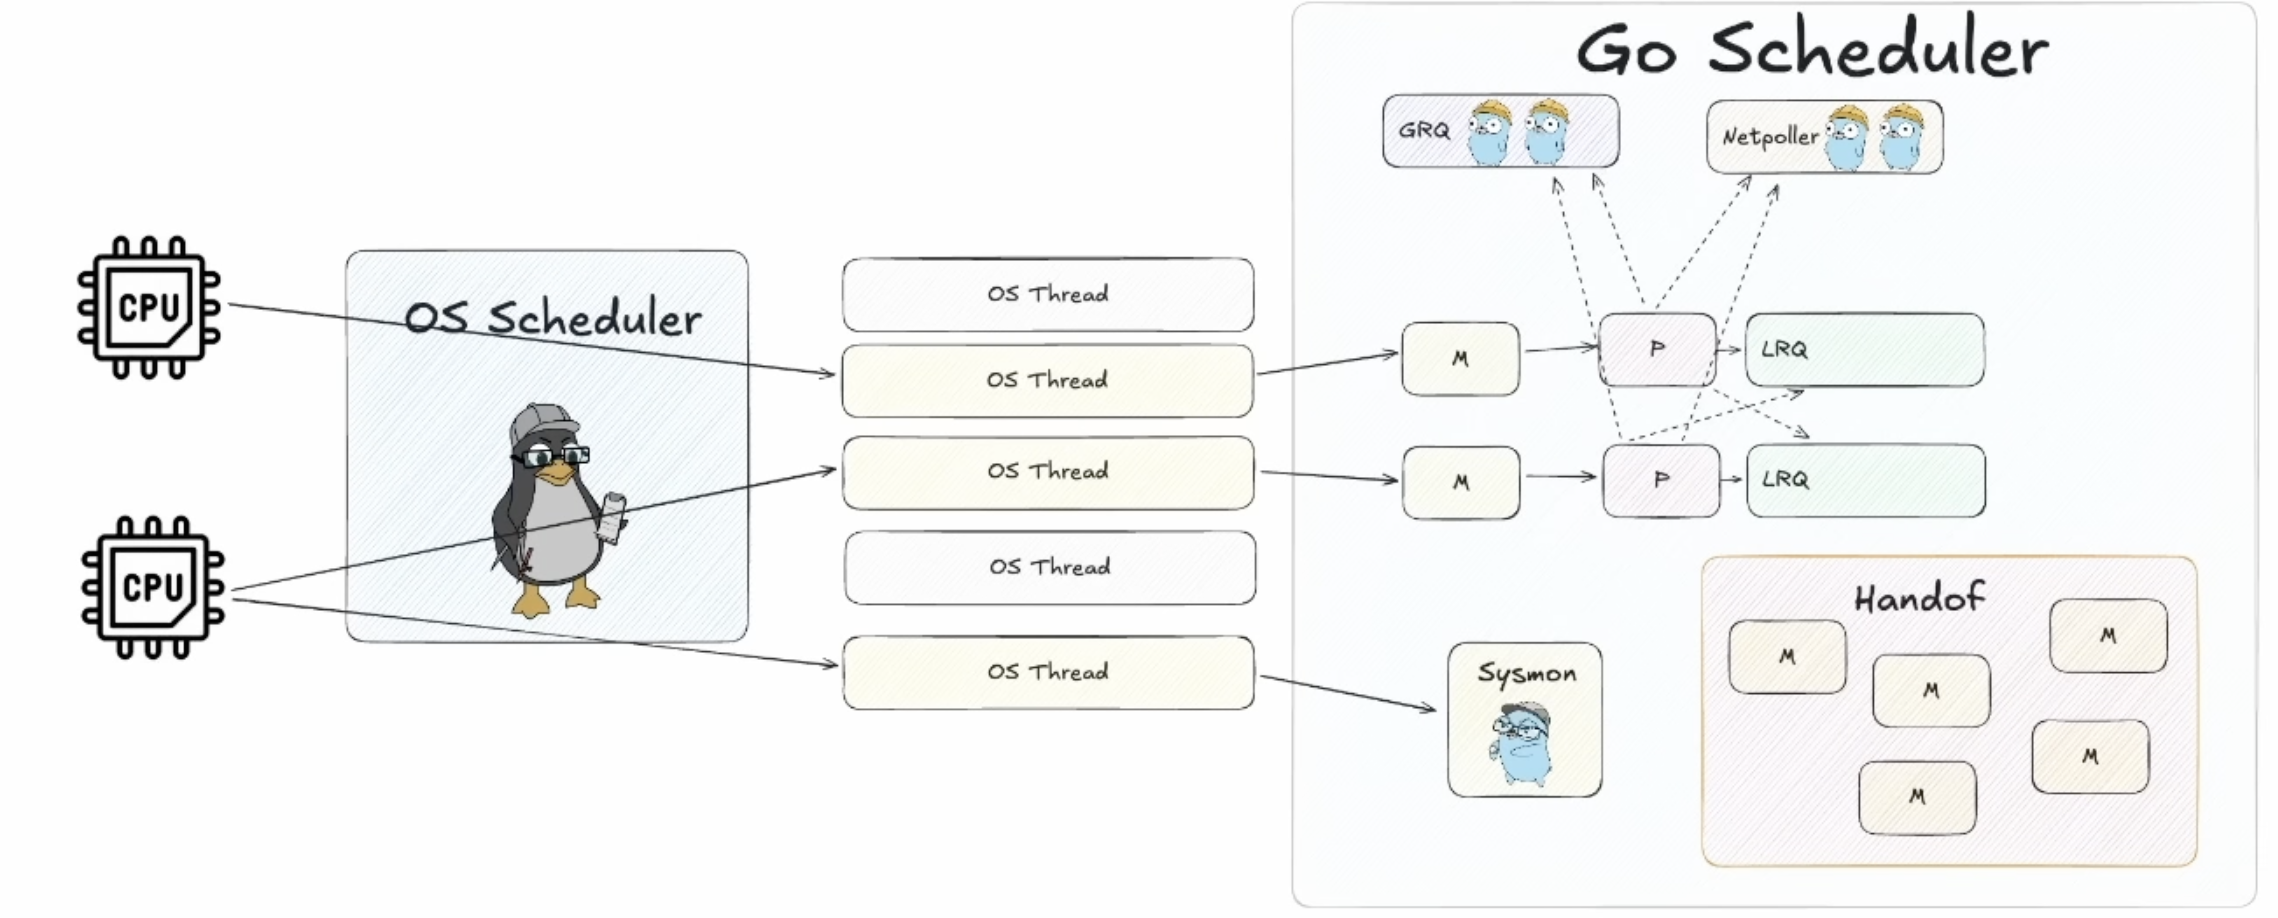 Go Scheduler
GRQ
Netpoller
CPU
OS Scheduler
OS Thread
OS Thread
M
P
LRQ
OS Thread
M
P
LRQ
CPU
OS Thread
OS Thread
Sysmon
Handof
M
M
M
M
M